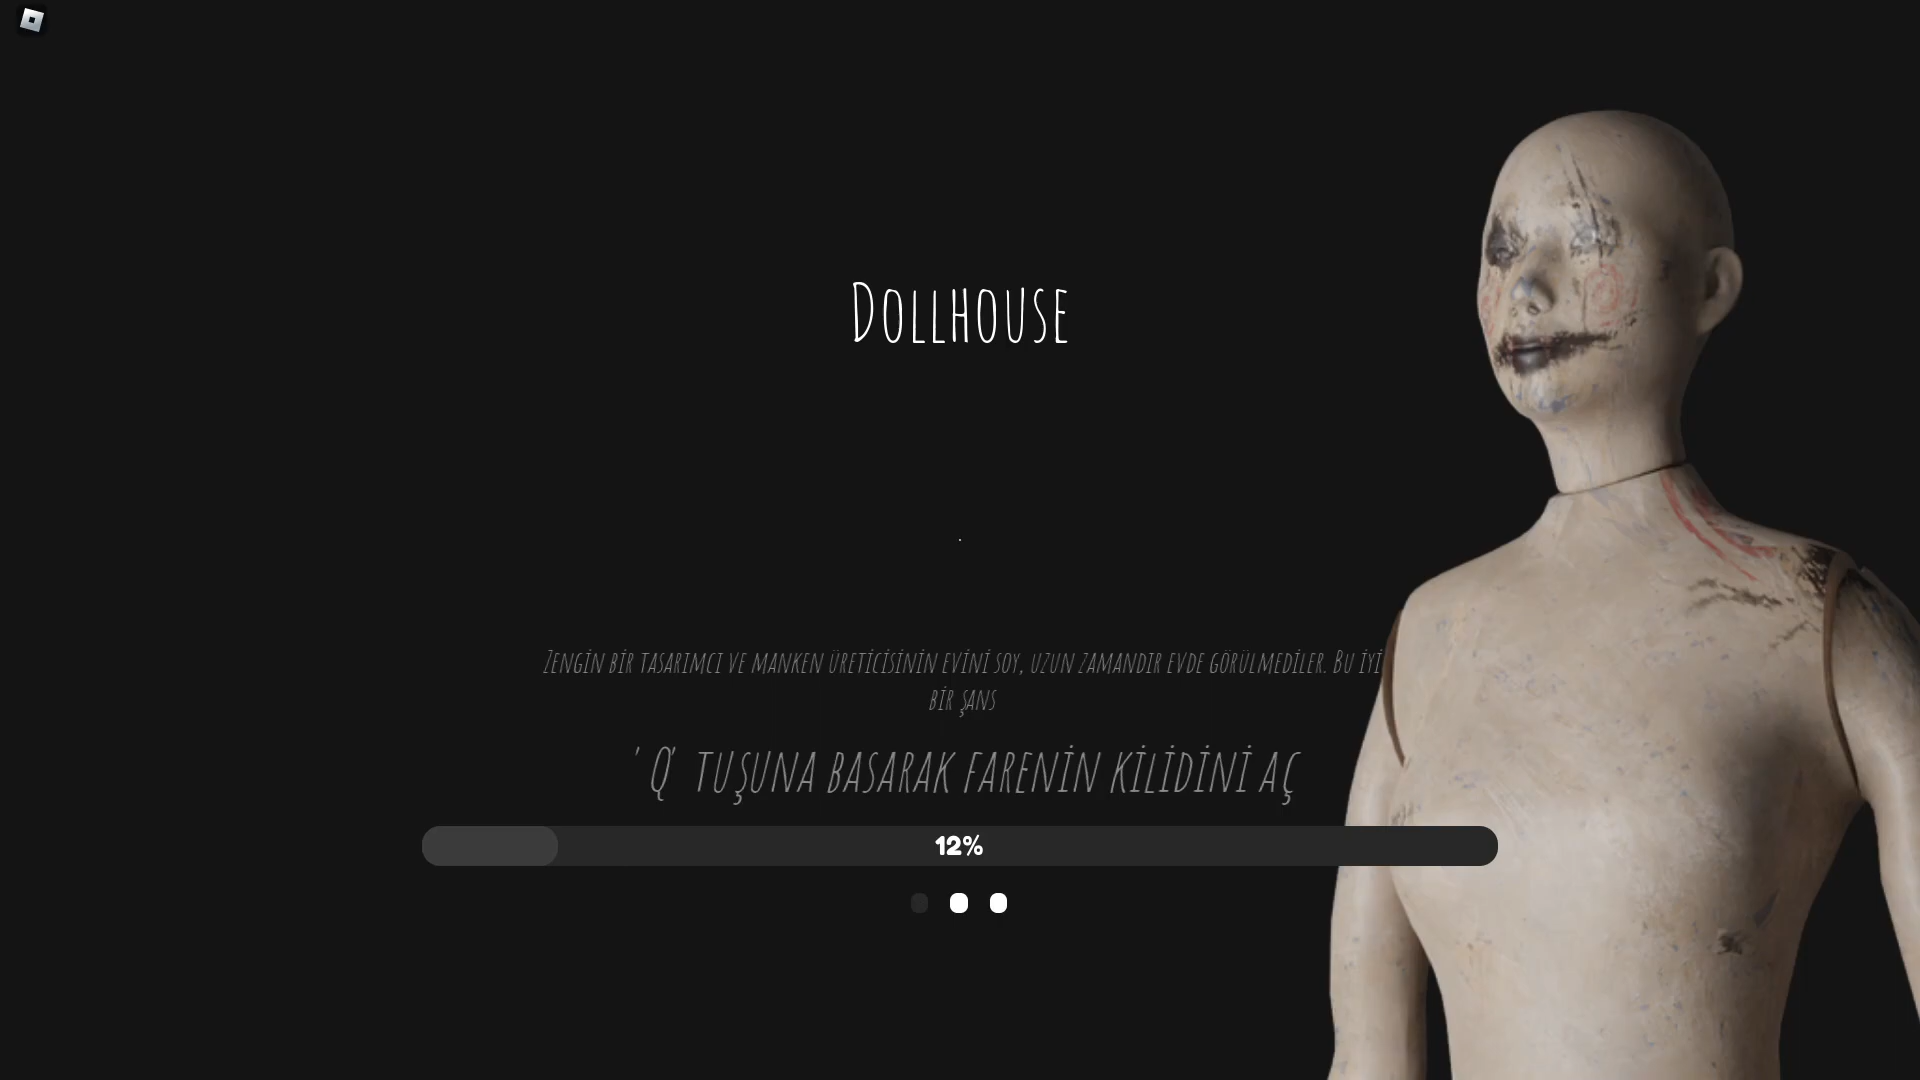 Dollhouse
Zengin bir tasarımcı ve manken üreticisinin evini soy, uzun zamandır evde görülmediler. Bu iyi
bir şans
' Q' tuşuna basarak farenin kilidini aç
12%